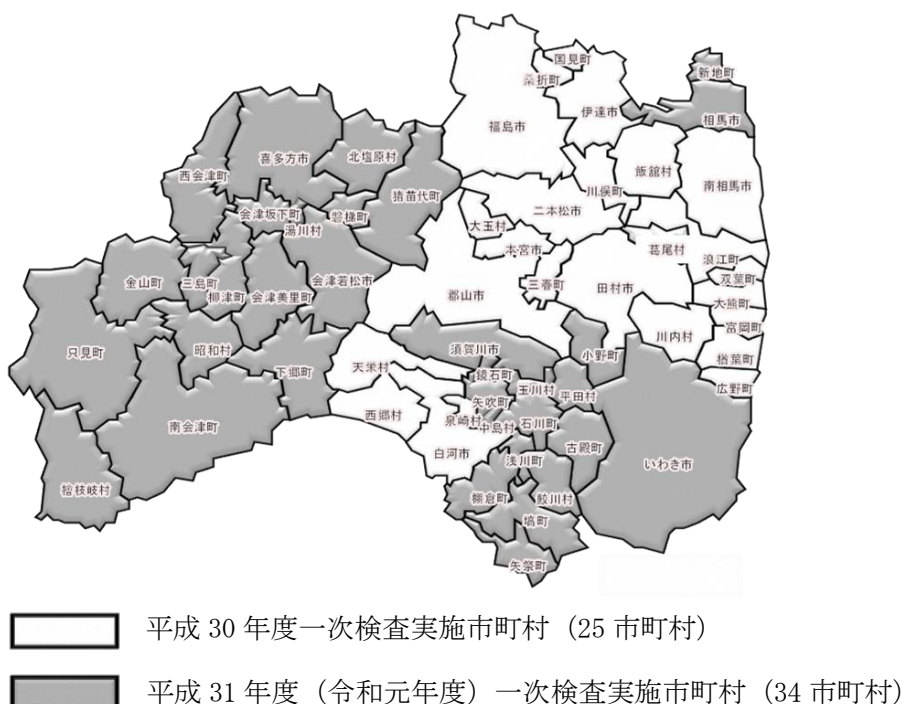 国見町
桑折町
新地町
伊達市
相馬市
福島市
喜多方市
北塩原村
飯舘村
西会津町
南相馬市
川俣町
猪苗代町
二本松市
会津坂下町
磐梯町
大玉村
湯川村
本宮市
葛尾村
浪江町
双葉町
金山町
三島町
会津若松市
三春町
田村市
柳津町
会津美里町
郡山市
大熊町
富岡町
川内村
只見町
昭和村
須賀川市
小野町
楢葉町
下郷町
天栄村
鏡石町
玉川村
平田村
広野町
矢吹町
西郷村
泉崎村
中島村
石川町
南会津町
古殿町
白河市
浅川町
いわき市
檜枝岐村
棚倉町
鮫川村
塙町
矢祭町
平成 30 年度一次検査実施市町村（25 市町村）
平成 31 年度（令和元年度）一次検査実施市町村（34 市町村）